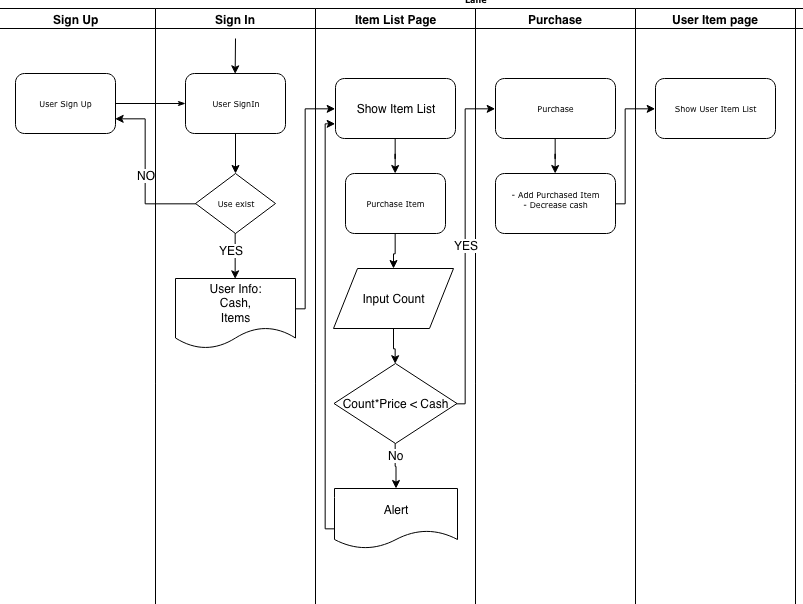 Lane
Sign Up
Sign In
Item List Page
Purchase
User Item page
User Sign Up
User SignIn
Show Item List
Purchase
Show User Item List
NO
Use exist
Purchase Item
- Add Purchased Item
- Decrease cash
YES
YES
User Info:
Cash,
Items
Input Count
Count*Price < Cash
No
Alert